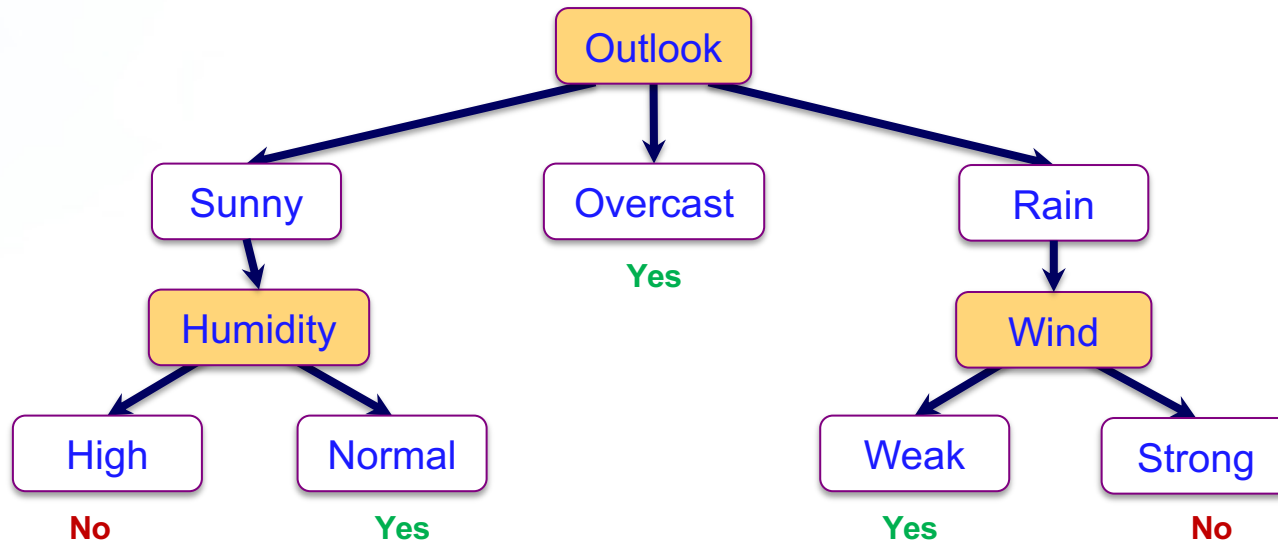 Outlook
Sunny
Overcast
Rain
Yes
Humidity
Wind
High
Normal
Weak
Strong
No
Yes
Yes
No